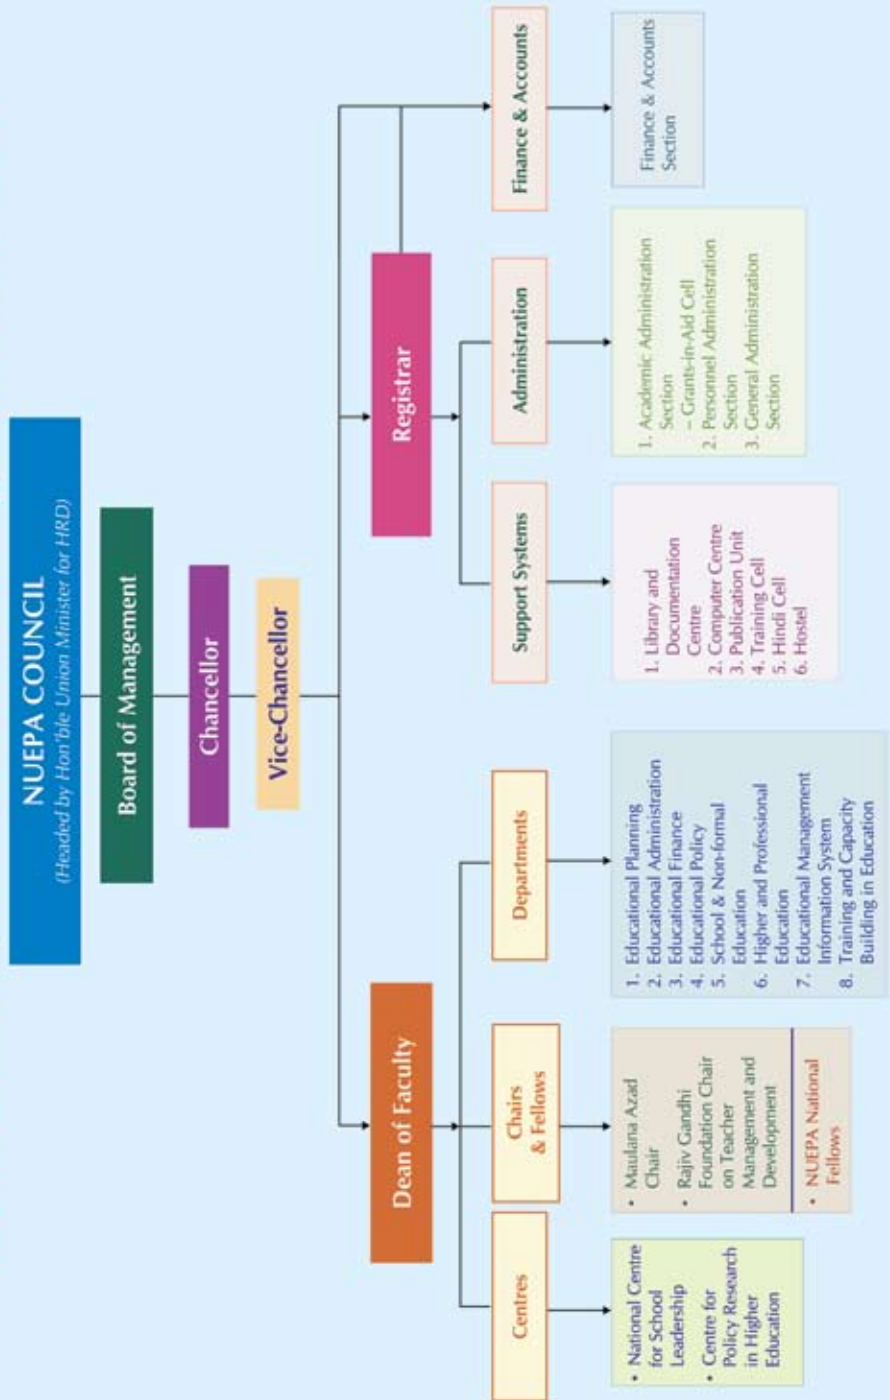 NUEPA COUNCIL
(Headed by Hon'ble Union Minister for HRD)
Board of Management
Chancellor
Vice-Chancellor
Dean of Faculty
Registrar
Centres
Chairs
& Fellows
Departments
Support Systems
Administration
Finance & Accounts
• National Centre
for School
Leadership
• Centre for
Policy Research
in Higher
Education
• Maulana Azad
Chair
• Rajiv Gandhi
Foundation Chair
on Teacher
Management and
Development
• NUEPA National
Fellows
1. Educational Planning
2. Educational Administration
3. Educational Finance
4. Educational Policy
5. School & Non-formal
Education
6. Higher and Professional
Education
7. Educational Management
Information System
8. Training and Capacity
Building in Education
1. Library and
Documentation
Centre
2. Computer Centre
3. Publication Unit
4. Training Cell
5. Hindi Cell
6. Hostel
1. Academic Administration
Section
– Grants-in-Aid Cell
2. Personnel Administration
Section
3. General Administration
Section
Finance & Accounts
Section